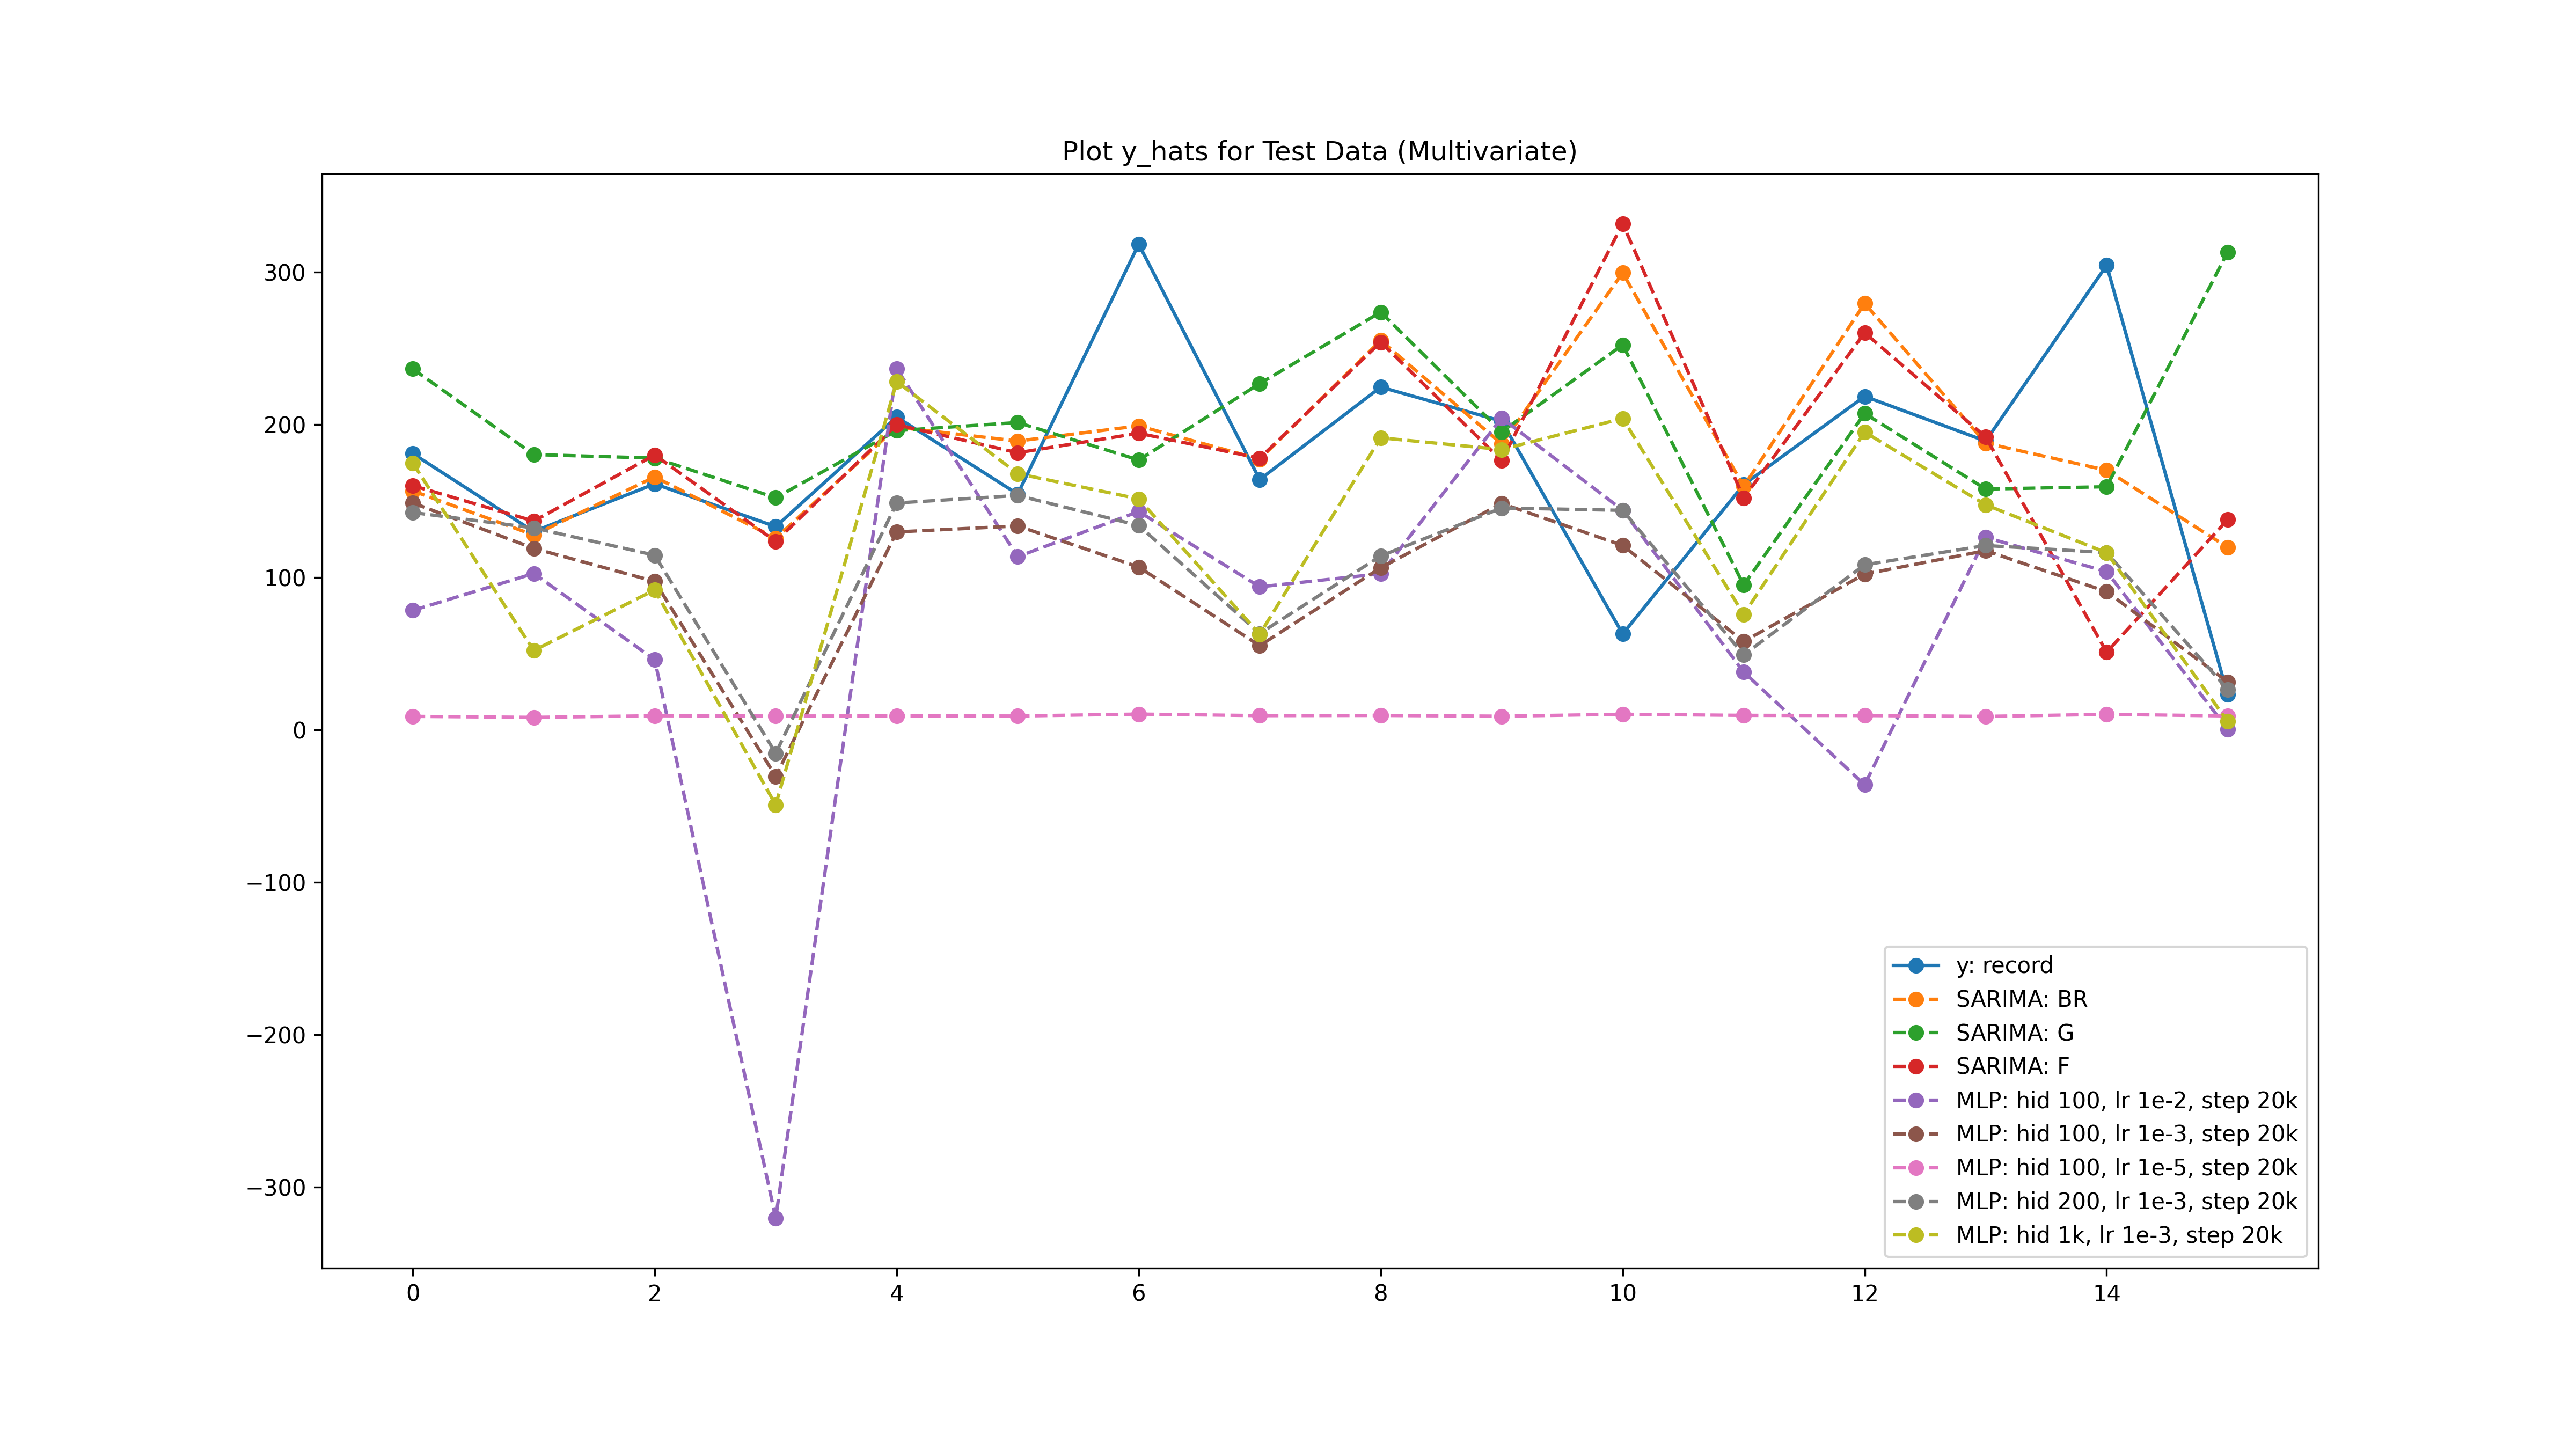 Plot y_hats for Test Data (Multivariate)
300
200
100
0
−100
−200
−300
0 2 4 6 8 10 12 14
y: record
SARIMA: BR
SARIMA: G
SARIMA: F
MLP: hid 100, lr 1e-2, step 20k
MLP: hid 100, lr 1e-3, step 20k
MLP: hid 100, lr 1e-5, step 20k
MLP: hid 200, lr 1e-3, step 20k
MLP: hid 1k, lr 1e-3, step 20k